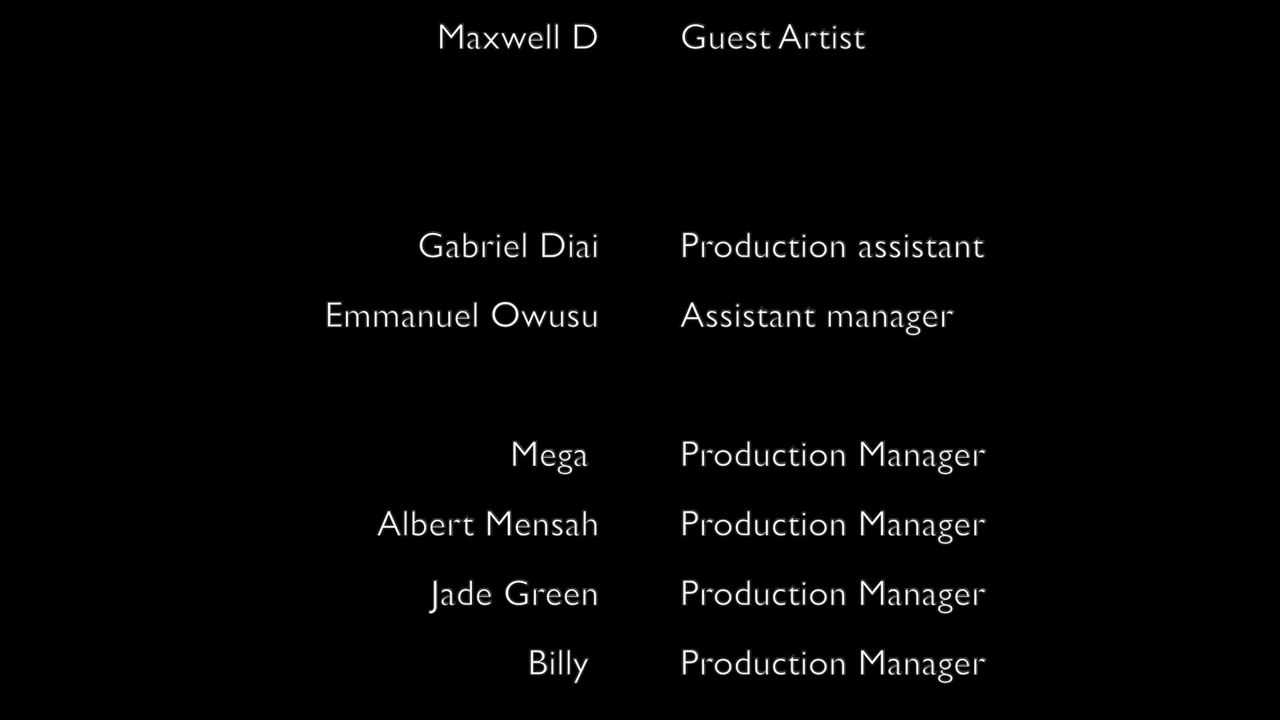 Maxwell D Guest Artist
Gabriel Diai Production assistant
Emmanuel Owusu Assistant manager
Mega Production Manager
Albert Mensah Production Manager
Jade Green Production Manager
Billy Production Manager